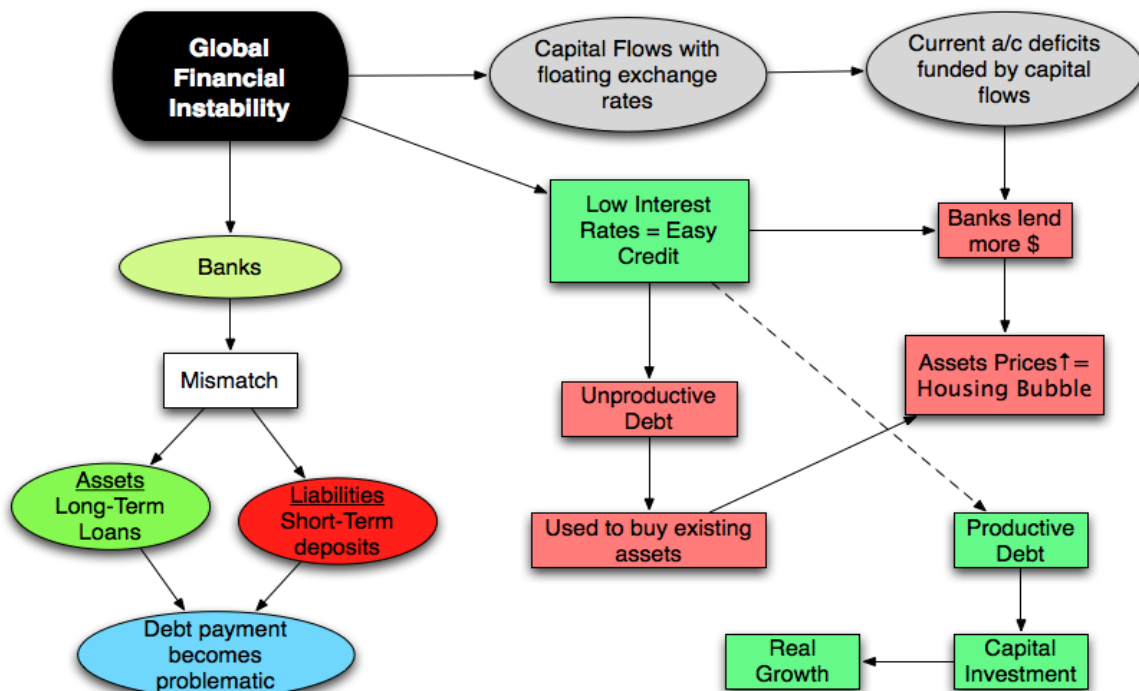 Global
Financial
Instability
Capital Flows with
floating exchange
rates
Current a/c deficits
funded by capital
flows
Low Interest
Rates = Easy
Credit
Banks lend
more $
Banks
Mismatch
Assets Prices↑=
Housing Bubble
Unproductive
Debt
Assets
Long-Term
Loans
Liabilities
Short-Term
deposits
Used to buy existing
assets
Productive
Debt
Debt payment
becomes
problematic
Real
Growth
Capital
Investment